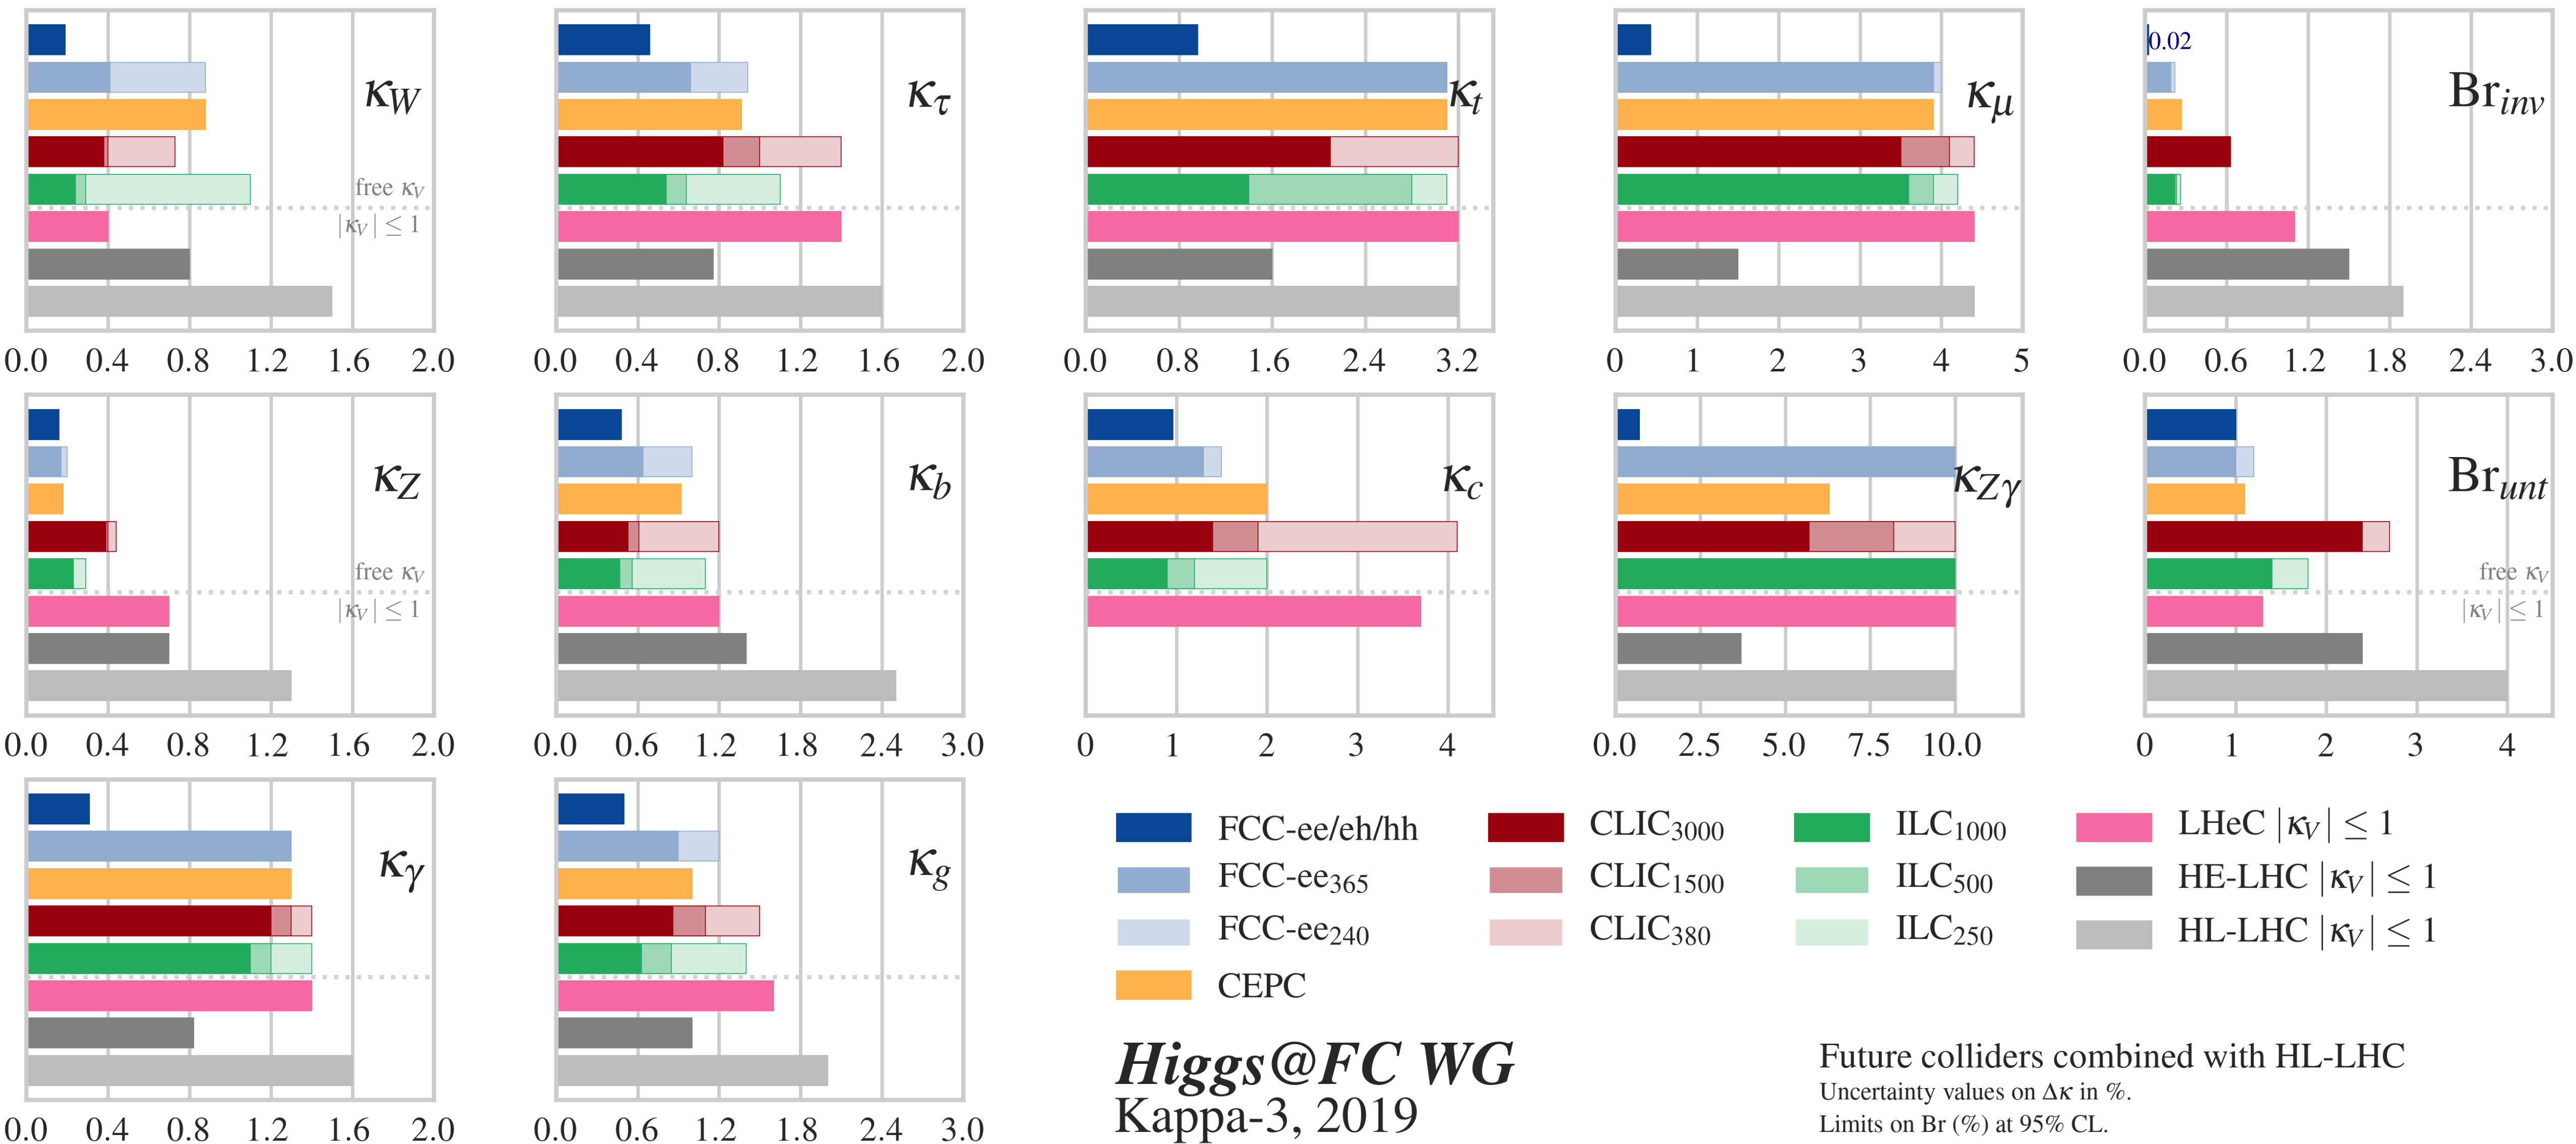 κW
free κV
|κV| ≤ 1
0.0 0.4 0.8 1.2 1.6 2.0
κτ
0.0 0.4 0.8 1.2 1.6 2.0
κt
0.0 0.8 1.6 2.4 3.2
κμ
0 1 2 3 4 5
0.02
Brinv
0.0 0.6 1.2 1.8 2.4 3.0
κZ
free κV
|κV| ≤ 1
0.0 0.4 0.8 1.2 1.6 2.0
κb
0.0 0.6 1.2 1.8 2.4 3.0
κc
0 1 2 3 4
κZγ
0.0 2.5 5.0 7.5 10.0
Brunt
free κV
|κV| ≤ 1
0 1 2 3 4
κγ
0.0 0.4 0.8 1.2 1.6 2.0
κg
0.0 0.6 1.2 1.8 2.4 3.0
FCC-ee/eh/hh
FCC-ee365
FCC-ee240
CEPC
CLIC3000
CLIC1500
CLIC380
ILC1000
ILC500
ILC250
LHeC |κV| ≤ 1
HE-LHC |κV| ≤ 1
HL-LHC |κV| ≤ 1
Higgs@FC WG
Kappa-3, 2019
Future colliders combined with HL-LHC
Uncertainty values on Δκ in %.
Limits on Br (%) at 95% CL.